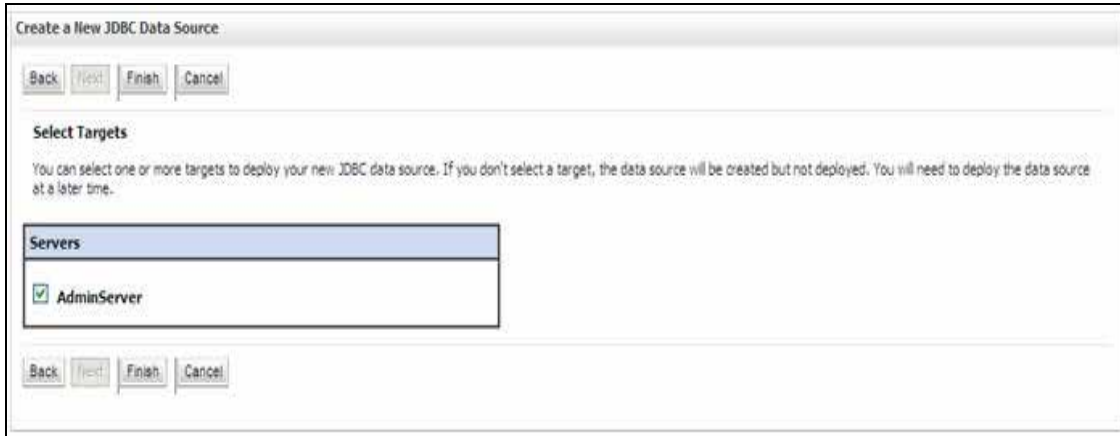 Create a New JDBC Data Source
Back Next Finish Cancel
Select Targets
You can select one or more targets to deploy your new JDBC data source. If you don't select a target, the data source will be created but not deployed. You will need to deploy the data source
at a later time.
Servers
AdminServer
Back Next Finish Cancel